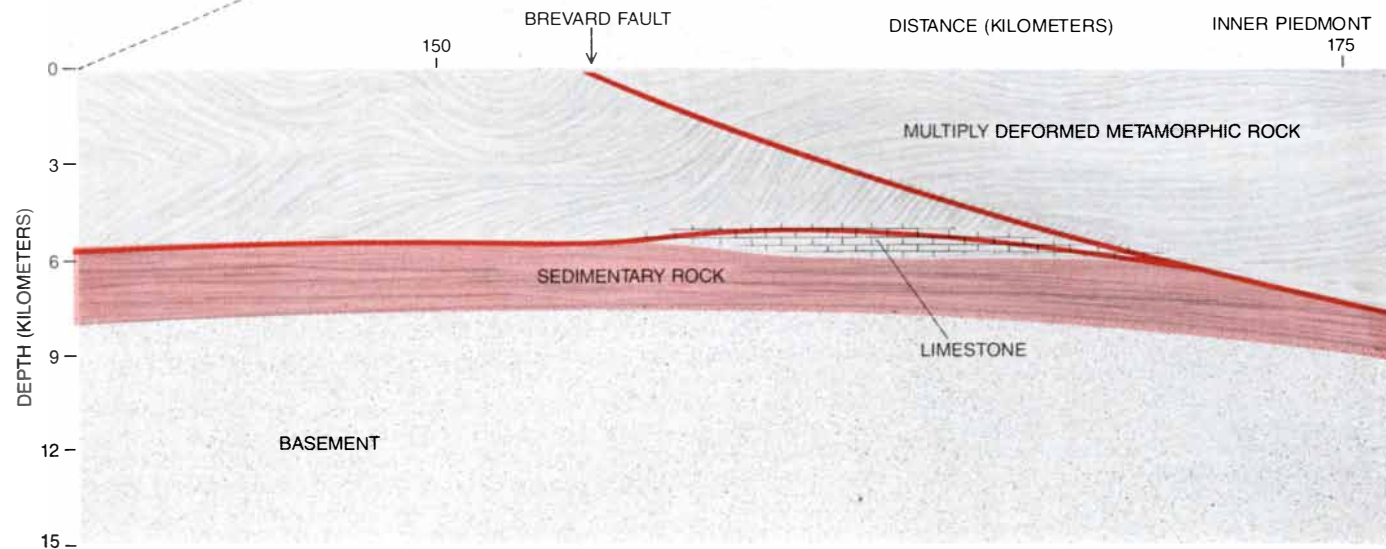 BREVARD FAULT
DISTANCE (KILOMETERS)
INNER PIEDMONT
150
175
0
MULTIPLY DEFORMED METAMORPHIC ROCK
3
6
SEDIMENTARY ROCK
DEPTH (KILOMETERS)
9
LIMESTONE
12
BASEMENT
15